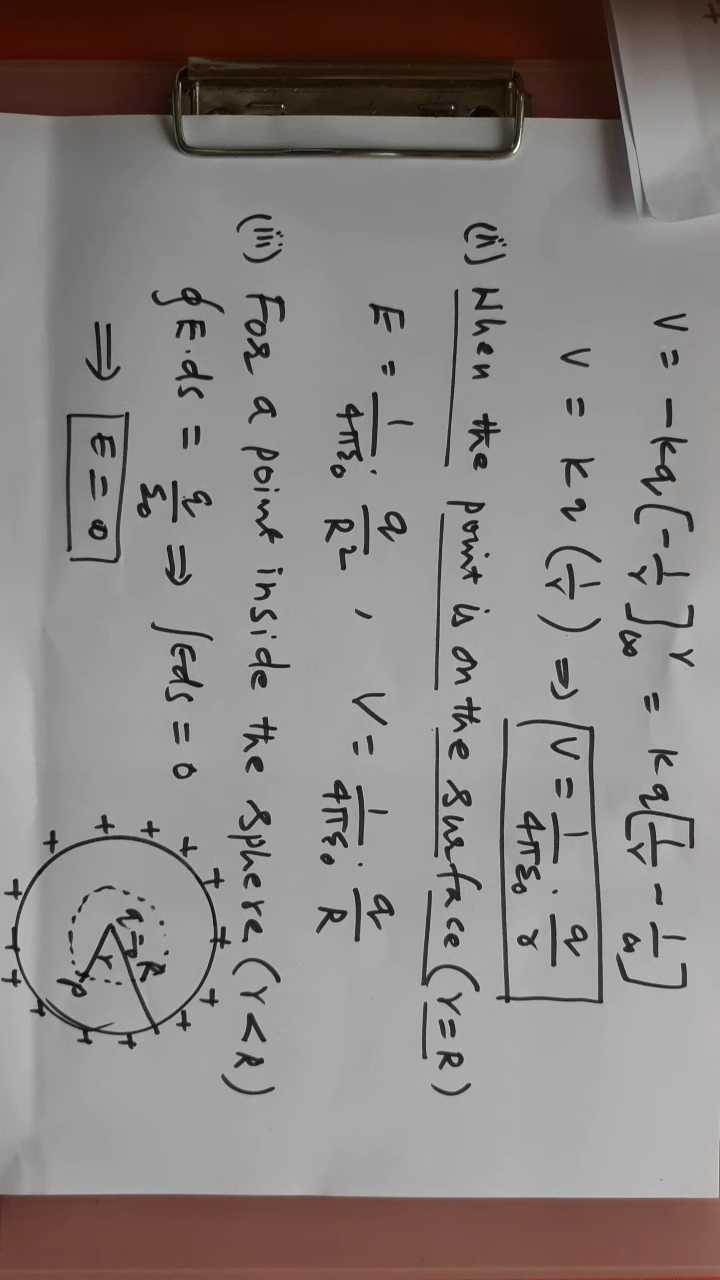 V = -kq[-1/r]^r_∞ = kq[1/r - 1/∞]
V = kq(1/r) ⇒ V = 1/4πε₀ · q/r
(ii) When the point is on the surface (r=R)
E = 1/4πε₀ · q/R², V = 1/4πε₀ · q/R
(iii) For a point inside the sphere (r<R)
∮E.ds = q/ε₀ ⇒ ∫Eds = 0
⇒ E = 0
+ + + + + + + + + + + + + + +
R
r
P